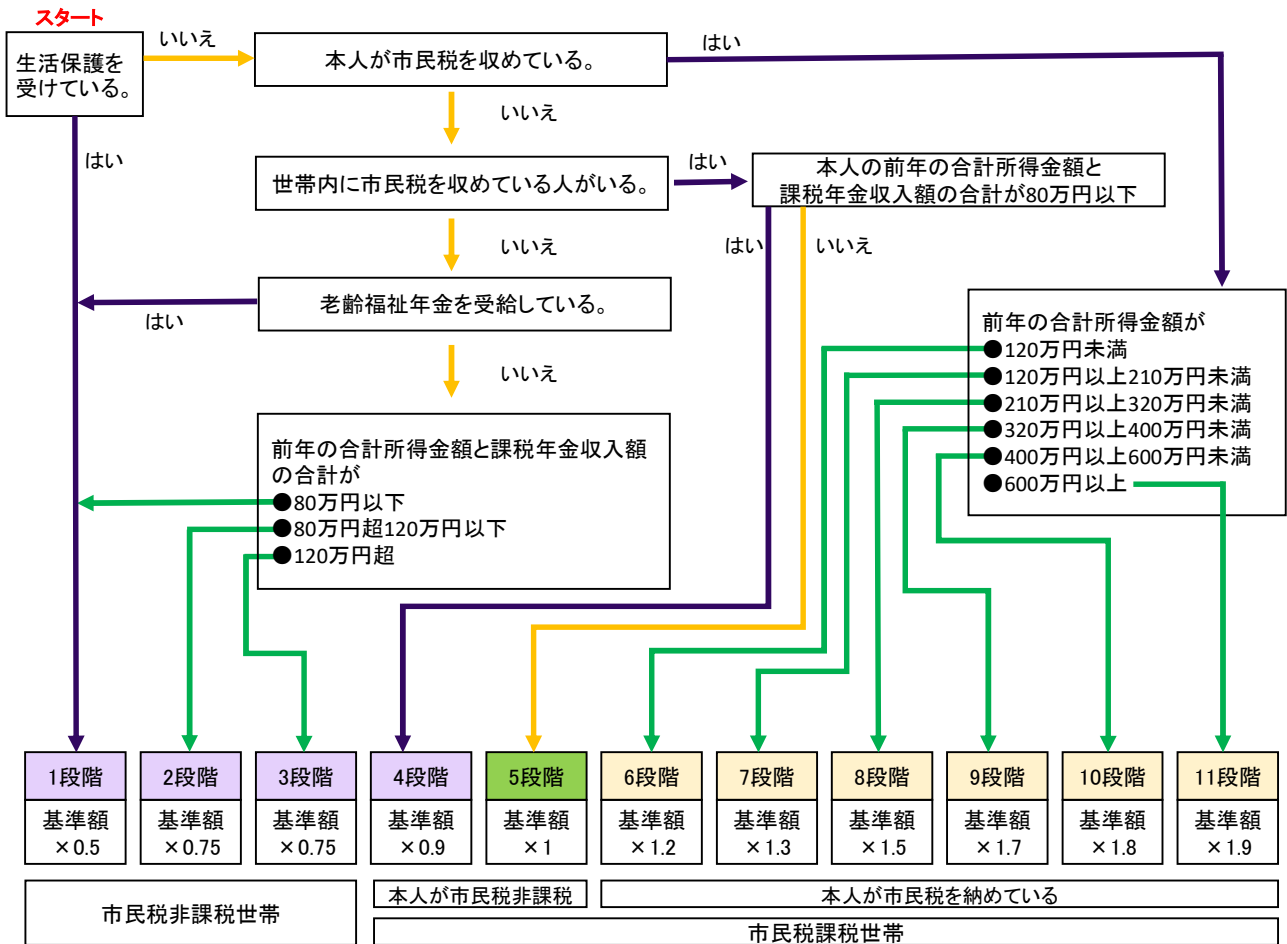 スタート
生活保護を
受けている。
いいえ
本人が市民税を収めている。
はい
いいえ
はい
世帯内に市民税を収めている人がいる。
はい
本人の前年の合計所得金額と
課税年金収入額の合計が80万円以下
いいえ
はい
いいえ
老齢福祉年金を受給している。
はい
いいえ
前年の合計所得金額が
●120万円未満
●120万円以上210万円未満
●210万円以上320万円未満
●320万円以上400万円未満
●400万円以上600万円未満
●600万円以上
前年の合計所得金額と課税年金収入額
の合計が
●80万円以下
●80万円超120万円以下
●120万円超
1段階
基準額
×0.5
2段階
基準額
×0.75
3段階
基準額
×0.75
4段階
基準額
×0.9
5段階
基準額
×1
6段階
基準額
×1.2
7段階
基準額
×1.3
8段階
基準額
×1.5
9段階
基準額
×1.7
10段階
基準額
×1.8
11段階
基準額
×1.9
市民税非課税世帯
本人が市民税非課税
本人が市民税を納めている
市民税課税世帯